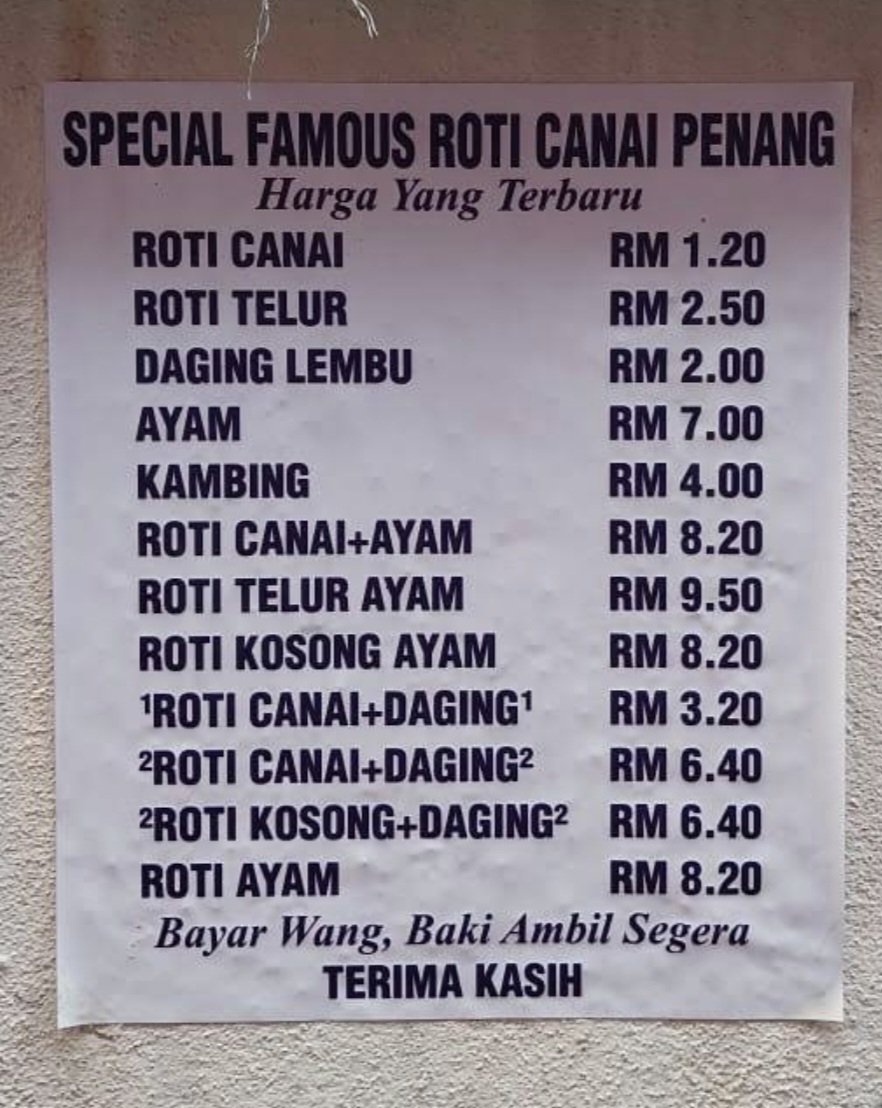 SPECIAL FAMOUS ROTI CANAI PENANG
Harga Yang Terbaru
ROTI CANAI RM 1.20
ROTI TELUR RM 2.50
DAGING LEMBU RM 2.00
AYAM RM 7.00
KAMBING RM 4.00
ROTI CANAI+AYAM RM 8.20
ROTI TELUR AYAM RM 9.50
ROTI KOSONG AYAM RM 8.20
¹ROTI CANAI+DAGING¹ RM 3.20
²ROTI CANAI+DAGING² RM 6.40
²ROTI KOSONG+DAGING² RM 6.40
ROTI AYAM RM 8.20
Bayar Wang, Baki Ambil Segera
TERIMA KASIH